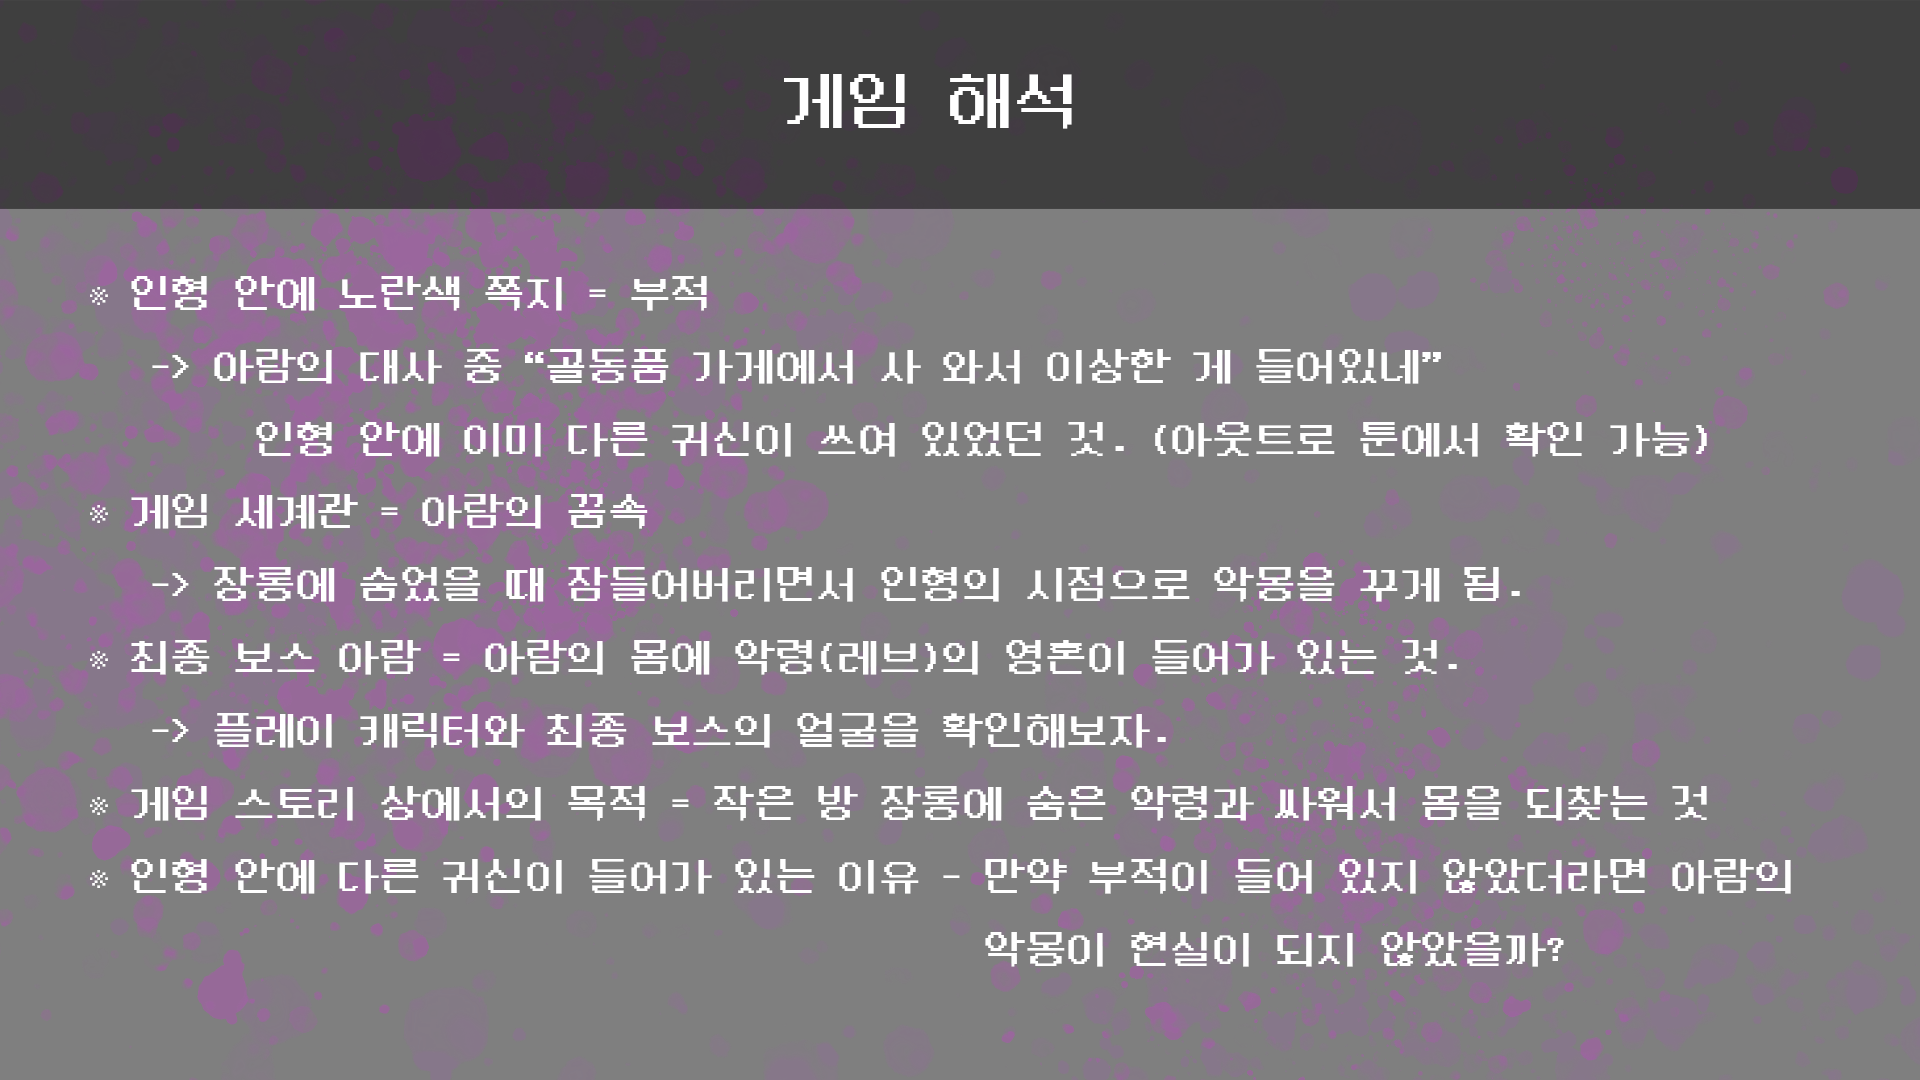 게임 해석
※ 인형 안에 노란색 쪽지 = 부적
-> 아람의 대사 중 “골동품 가게에서 사 와서 이상한 게 들어있네”
인형 안에 이미 다른 귀신이 쓰여 있었던 것. (아웃트로 툰에서 확인 가능)
※ 게임 세계관 = 아람의 꿈속
-> 장롱에 숨었을 때 잠들어버리면서 인형의 시점으로 악몽을 꾸게 됨.
※ 최종 보스 아람 = 아람의 몸에 악령(레브)의 영혼이 들어가 있는 것.
-> 플레이 캐릭터와 최종 보스의 얼굴을 확인해보자.
※ 게임 스토리 상에서의 목적 = 작은 방 장롱에 숨은 악령과 싸워서 몸을 되찾는 것
※ 인형 안에 다른 귀신이 들어가 있는 이유 - 만약 부적이 들어 있지 않았더라면 아람의
악몽이 현실이 되지 않았을까?